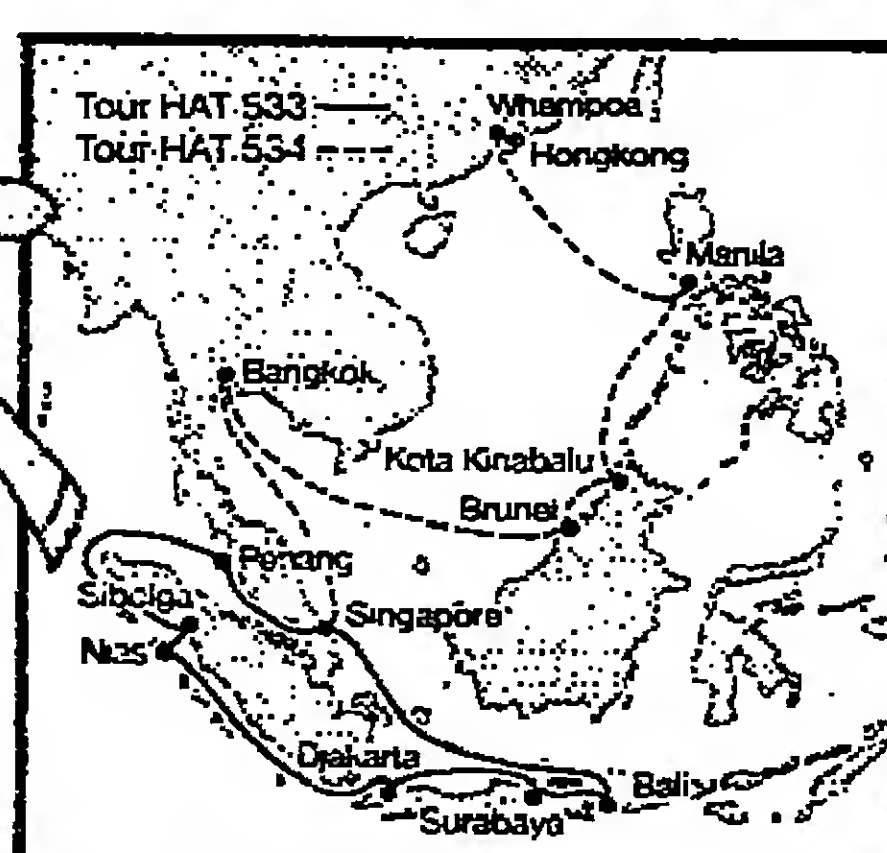 Tour HAT 533
Tour HAT 534
Whampoa
Hongkong
Manila
Bangkok
Kota Kinabalu
Brunei
Penang
Sibolga
Singapore
Nias
Djakarta
Bali
Surabaya